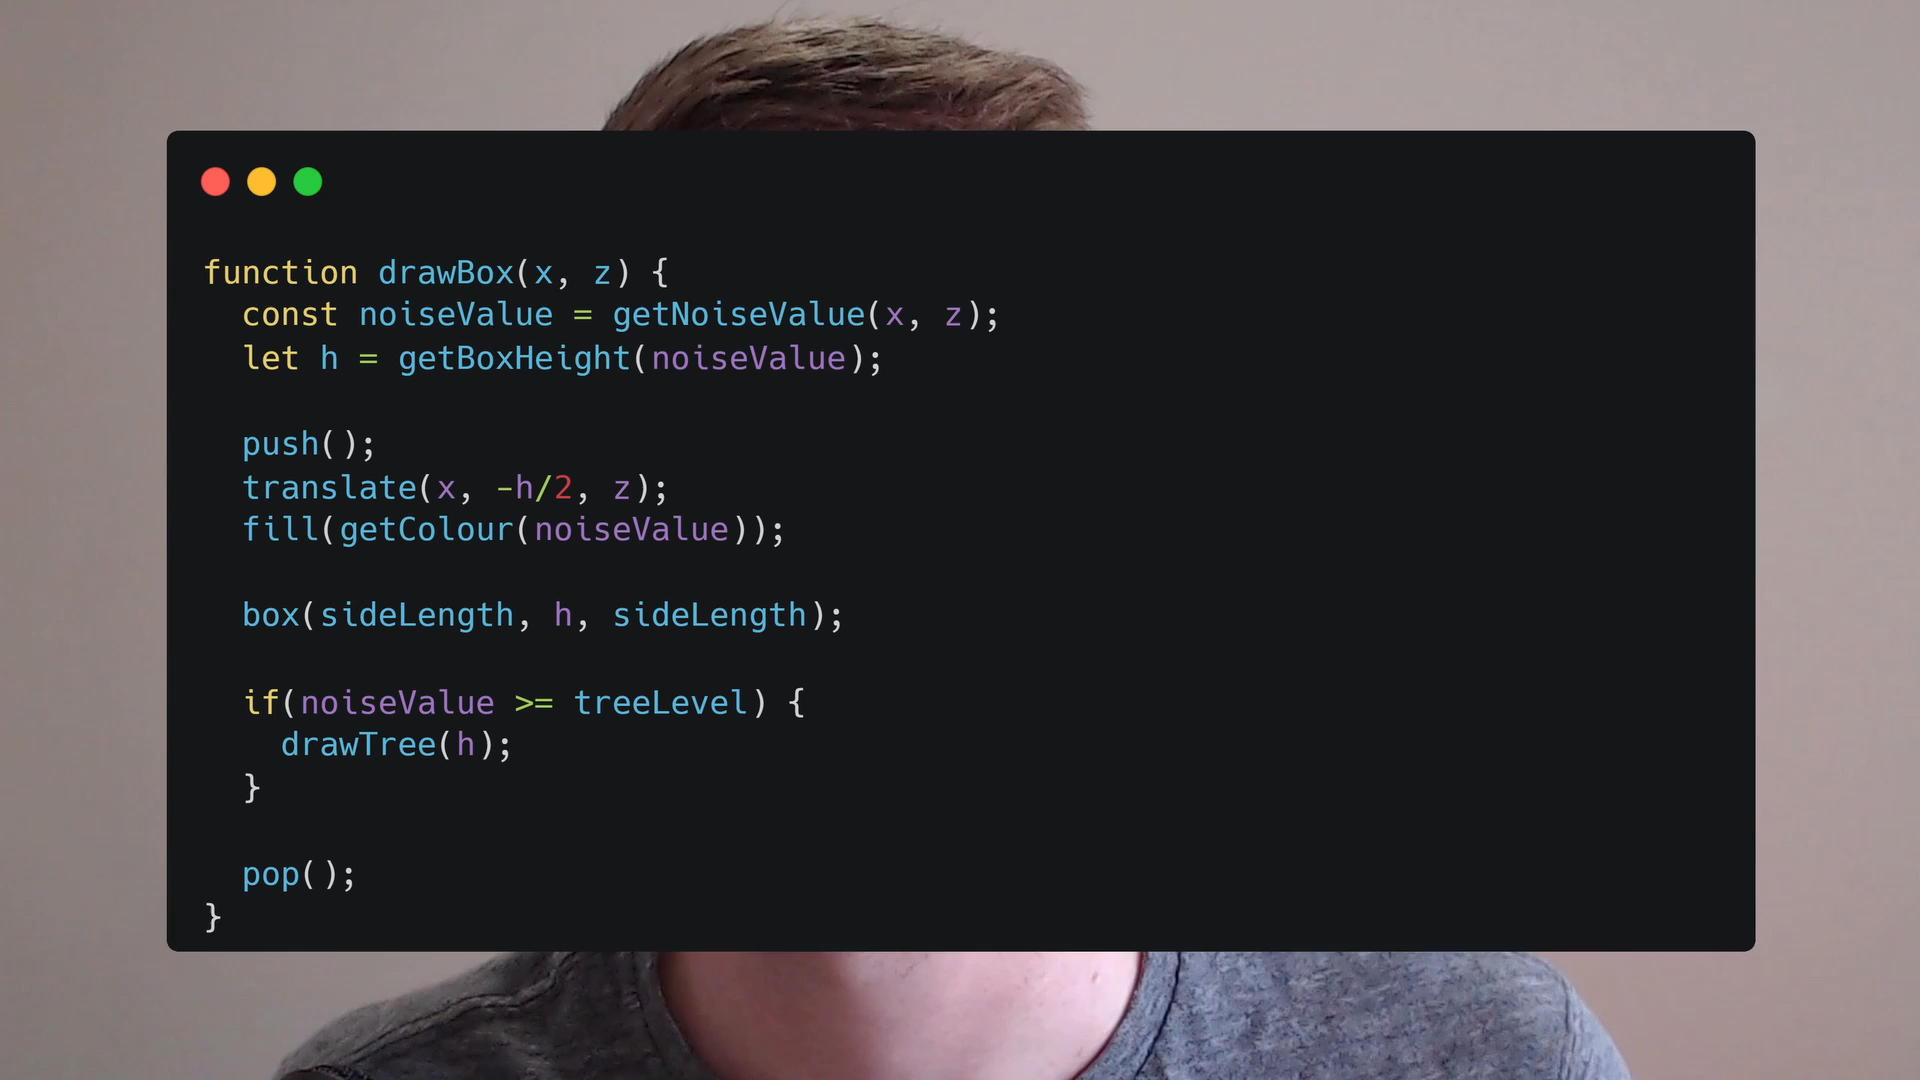 function drawBox(x, z) {
  const noiseValue = getNoiseValue(x, z);
  let h = getBoxHeight(noiseValue);

  push();
  translate(x, -h/2, z);
  fill(getColour(noiseValue));

  box(sideLength, h, sideLength);

  if(noiseValue >= treeLevel) {
    drawTree(h);
  }

  pop();
}